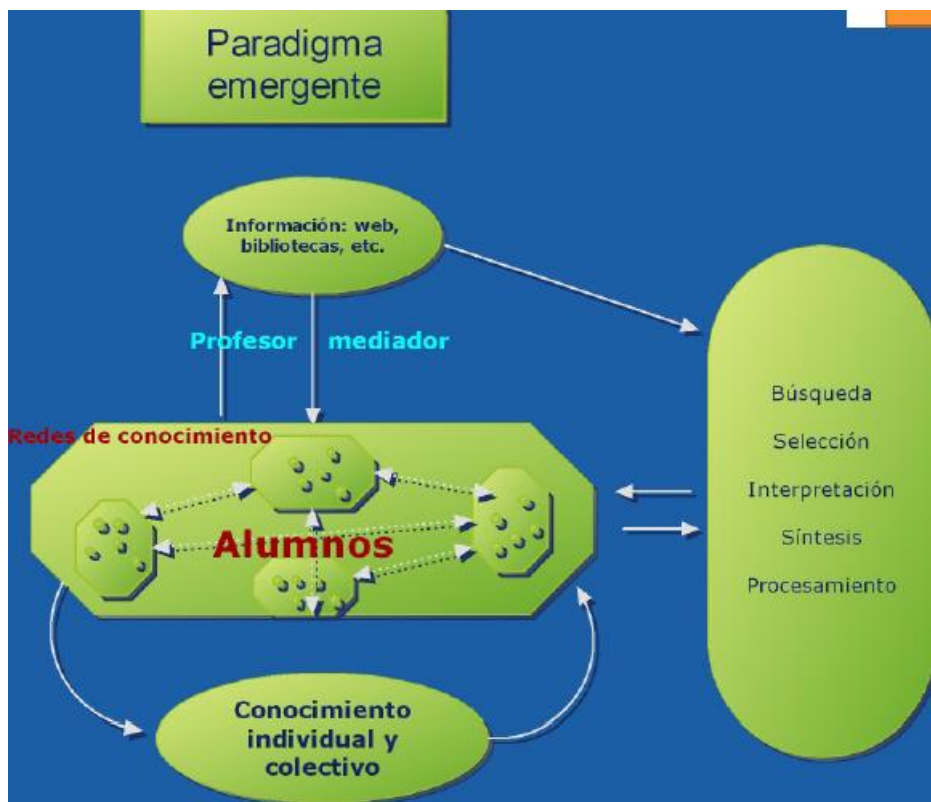 Paradigma
emergente
Información: web,
bibliotecas, etc.
Profesor mediador
Redes de conocimiento
Alumnos
Conocimiento
individual y
colectivo
Búsqueda
Selección
Interpretación
Síntesis
Procesamiento